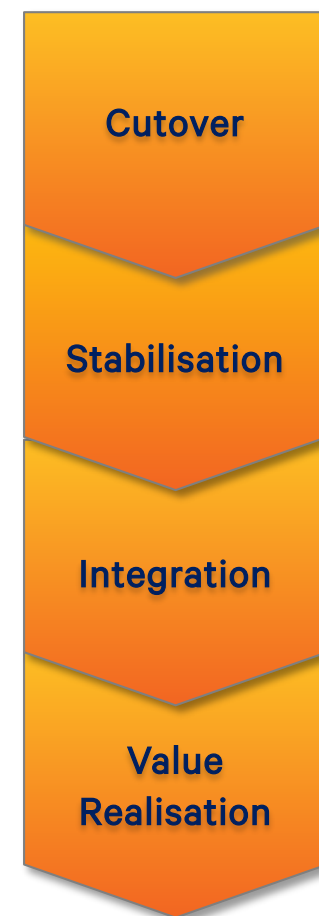 Cutover
Stabilisation
Integration
Value
Realisation